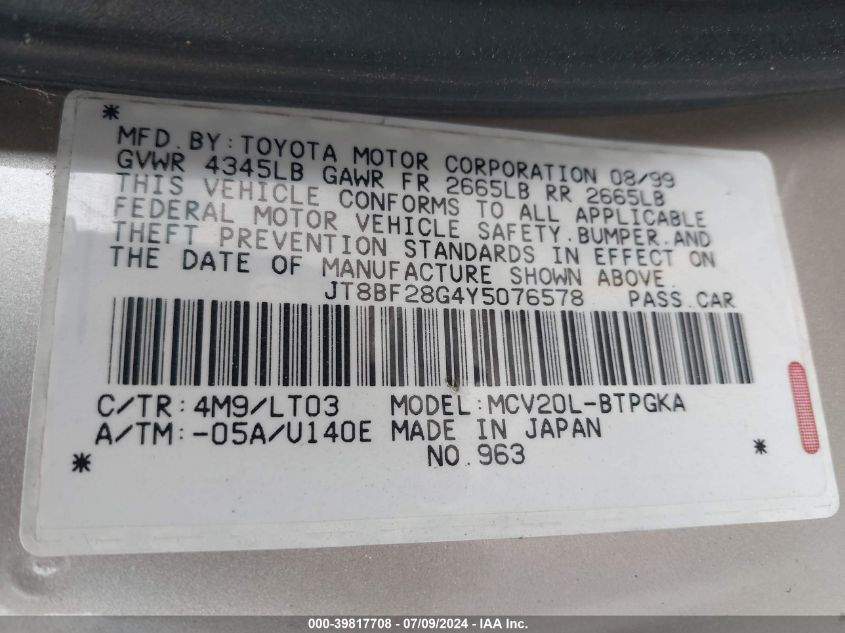 *
MFD.BY:TOYOTA MOTOR CORPORATION 08/99
GVWR 4345LB GAWR FR 2665LB RR 2665LB
THIS VEHICLE CONFORMS TO ALL APPLICABLE
FEDERAL MOTOR VEHICLE SAFETY.BUMPER.AND
THEFT PREVENTION STANDARDS IN EFFECT ON
THE DATE OF MANUFACTURE SHOWN ABOVE.
JT8BF28G4Y5076578 PASS.CAR
C/TR:4M9/LT03 MODEL:MCV20L-BTPGKA
A/TM:-05A/U140E MADE IN JAPAN
* NO.963 *
000-39817708 / 07/09/2024 - IAA Inc.